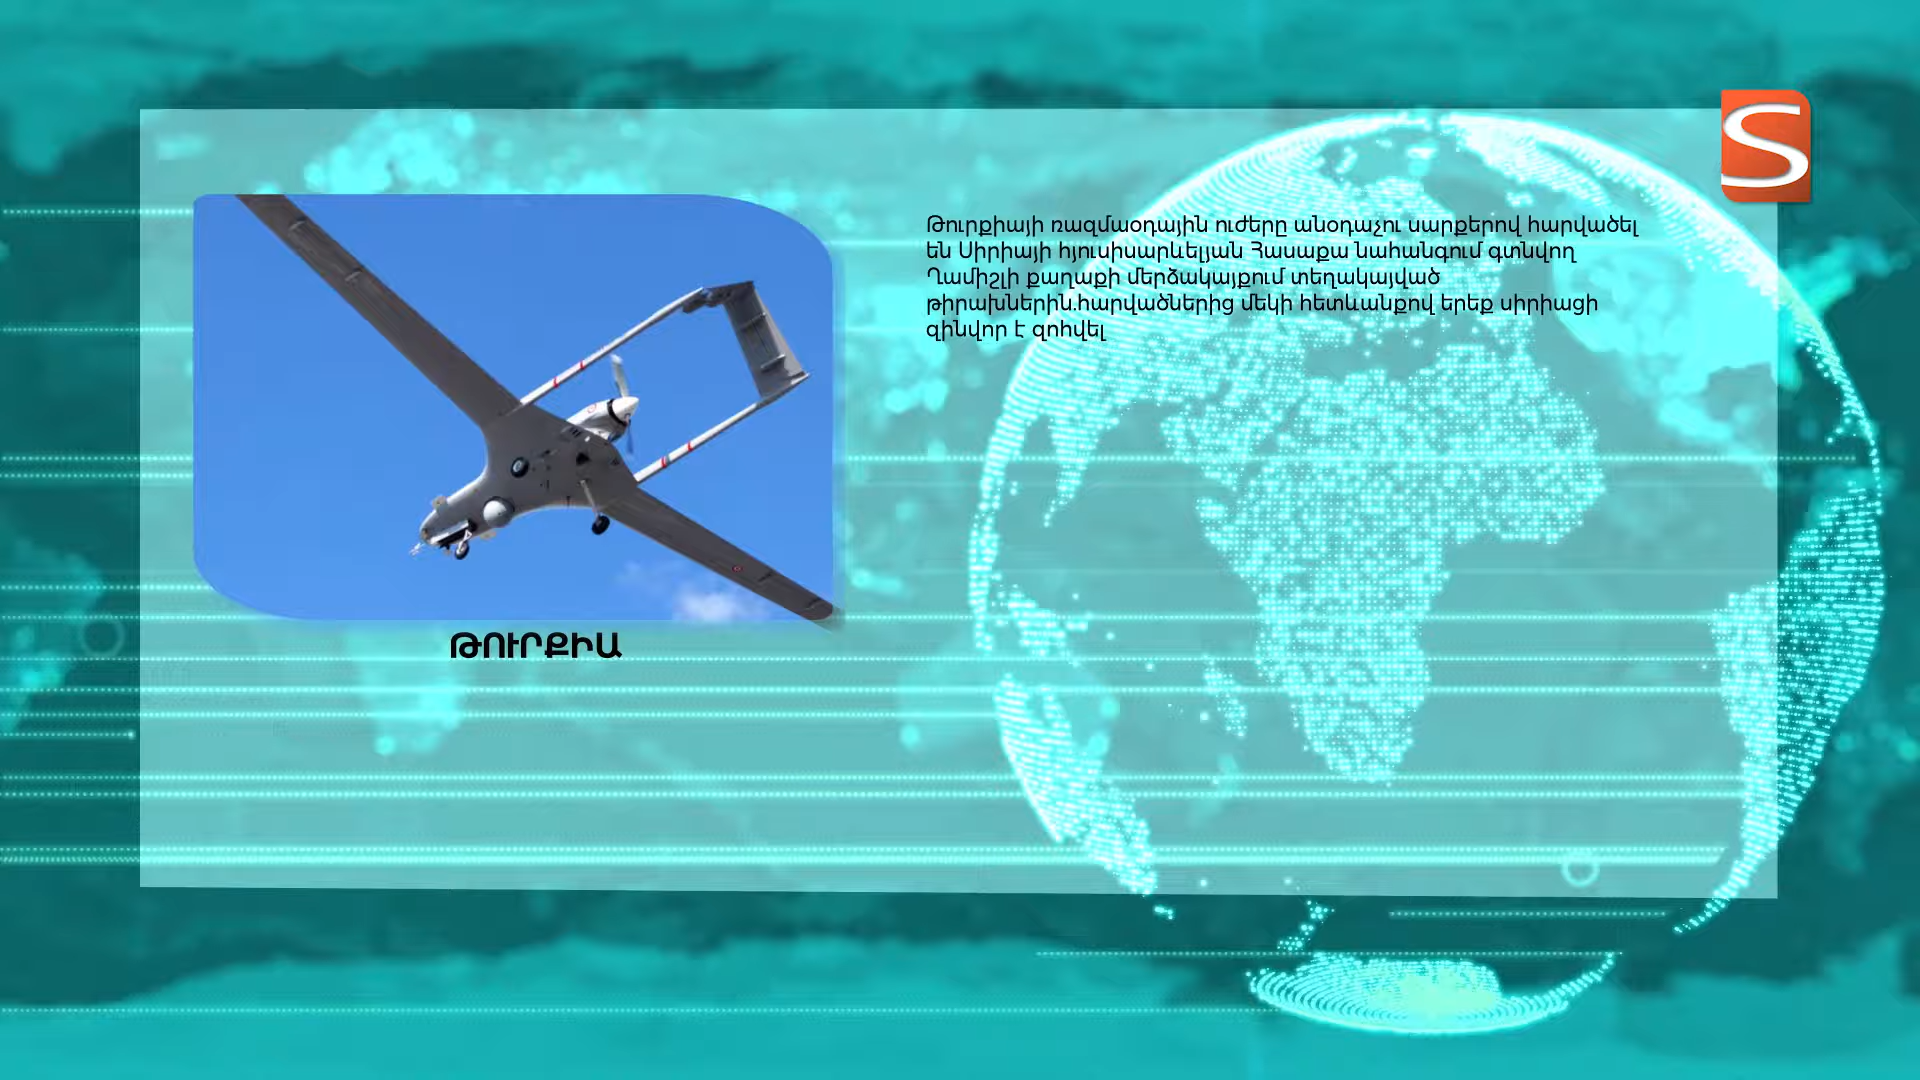 S
Թուրքիայի ռազմաօդային ուժերը անօդաչու սարքերով հարվածել
են Սիրիայի հյուսիսարևելյան Հասաքա նահանգում գտնվող
Ղամիշլի քաղաքի մերձակայքում տեղակայված
թիրախներին.հարվածներից մեկի հետևանքով երեք սիրիացի
զինվոր է զոհվել
ԹՈՒՐՔԻԱ